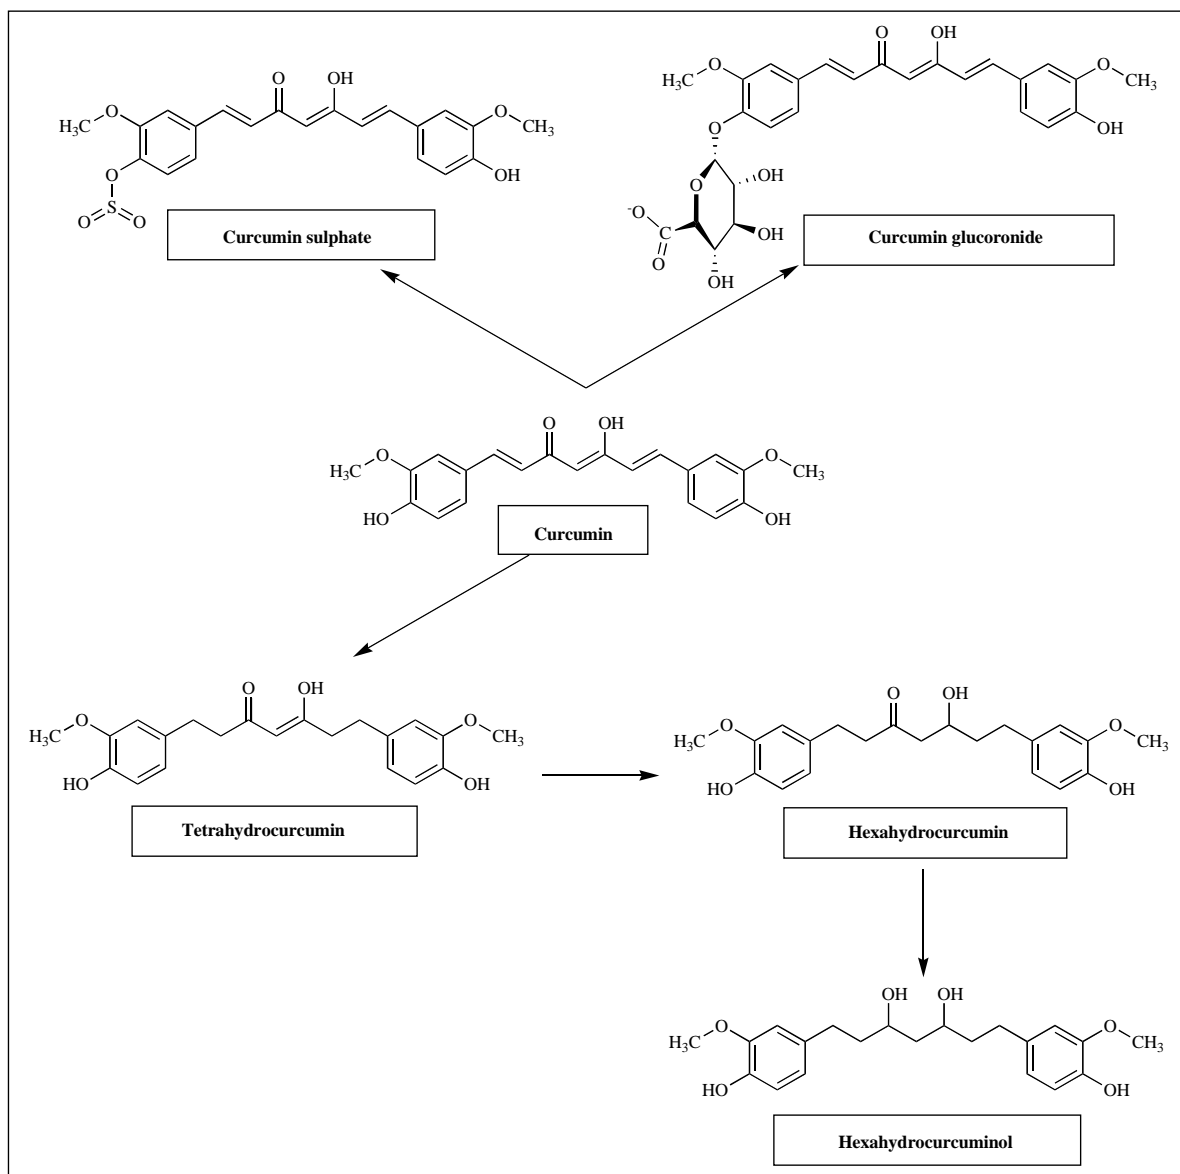 O
OH
O
H3C
O
CH3
O
OH
S
O
O
Curcumin sulphate
O
OH
O
H3C
O
CH3
O
OH
O
OH
-O
C
O
OH
OH
Curcumin glucoronide
O
OH
O
H3C
O
CH3
HO
OH
Curcumin
O
OH
O
H3C
O
CH3
HO
OH
Tetrahydrocurcumin
O
OH
O
H3C
O
CH3
HO
OH
Hexahydrocurcumin
OH
OH
O
H3C
O
CH3
HO
OH
Hexahydrocurcuminol